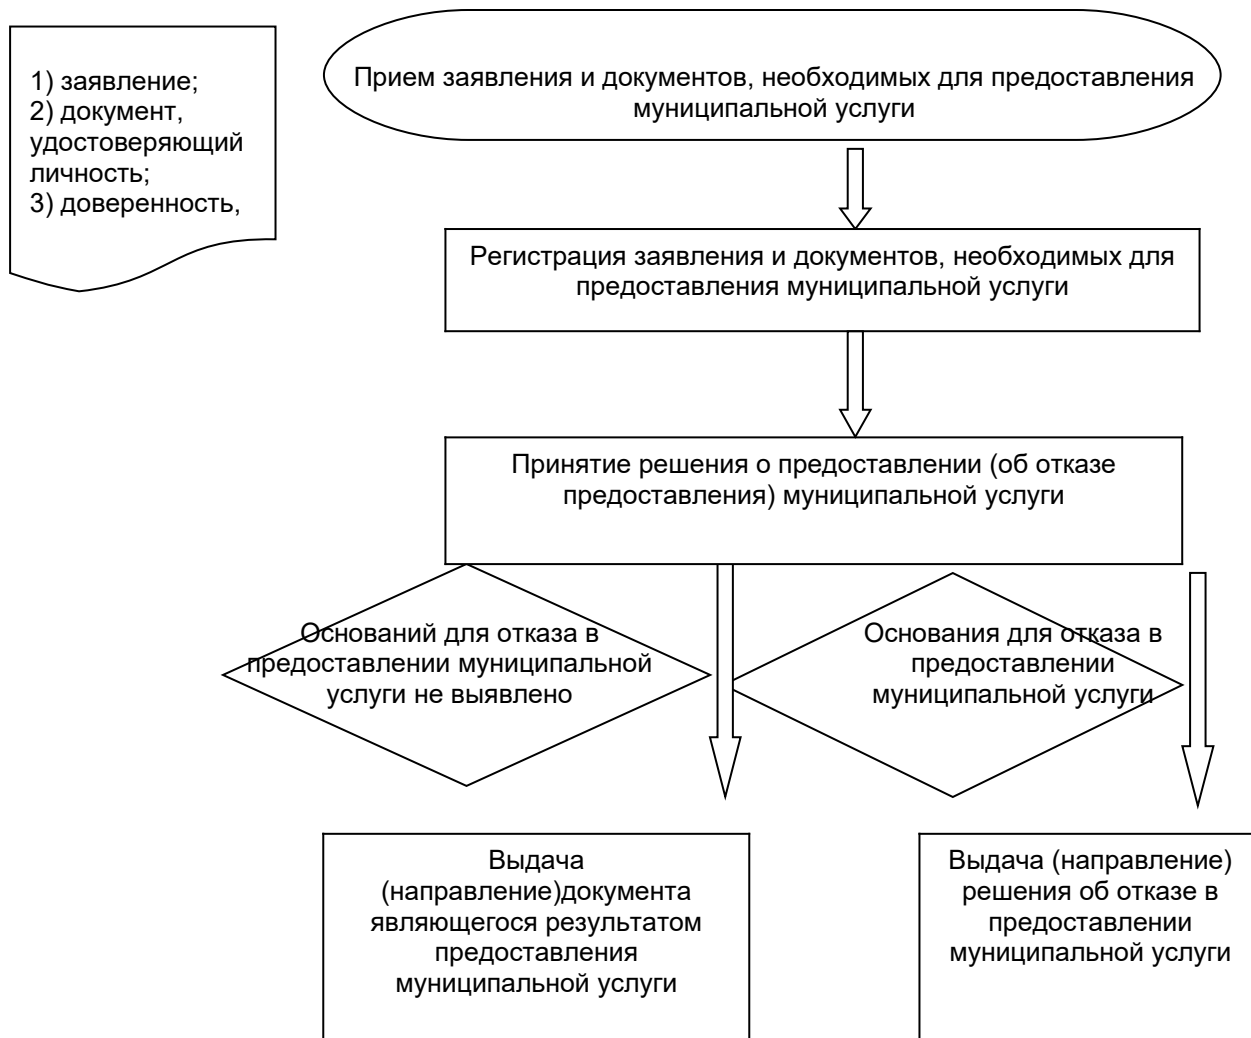 1) заявление;
2) документ,
удостоверяющий
личность;
3) доверенность,
Прием заявления и документов, необходимых для предоставления
муниципальной услуги
Регистрация заявления и документов, необходимых для
предоставления муниципальной услуги
Принятие решения о предоставлении (об отказе
предоставления) муниципальной услуги
Оснований для отказа в
предоставлении муниципальной
услуги не выявлено
Основания для отказа в
предоставлении
муниципальной услуги
Выдача
(направление)документа
являющегося результатом
предоставления
муниципальной услуги
Выдача (направление)
решения об отказе в
предоставлении
муниципальной услуги